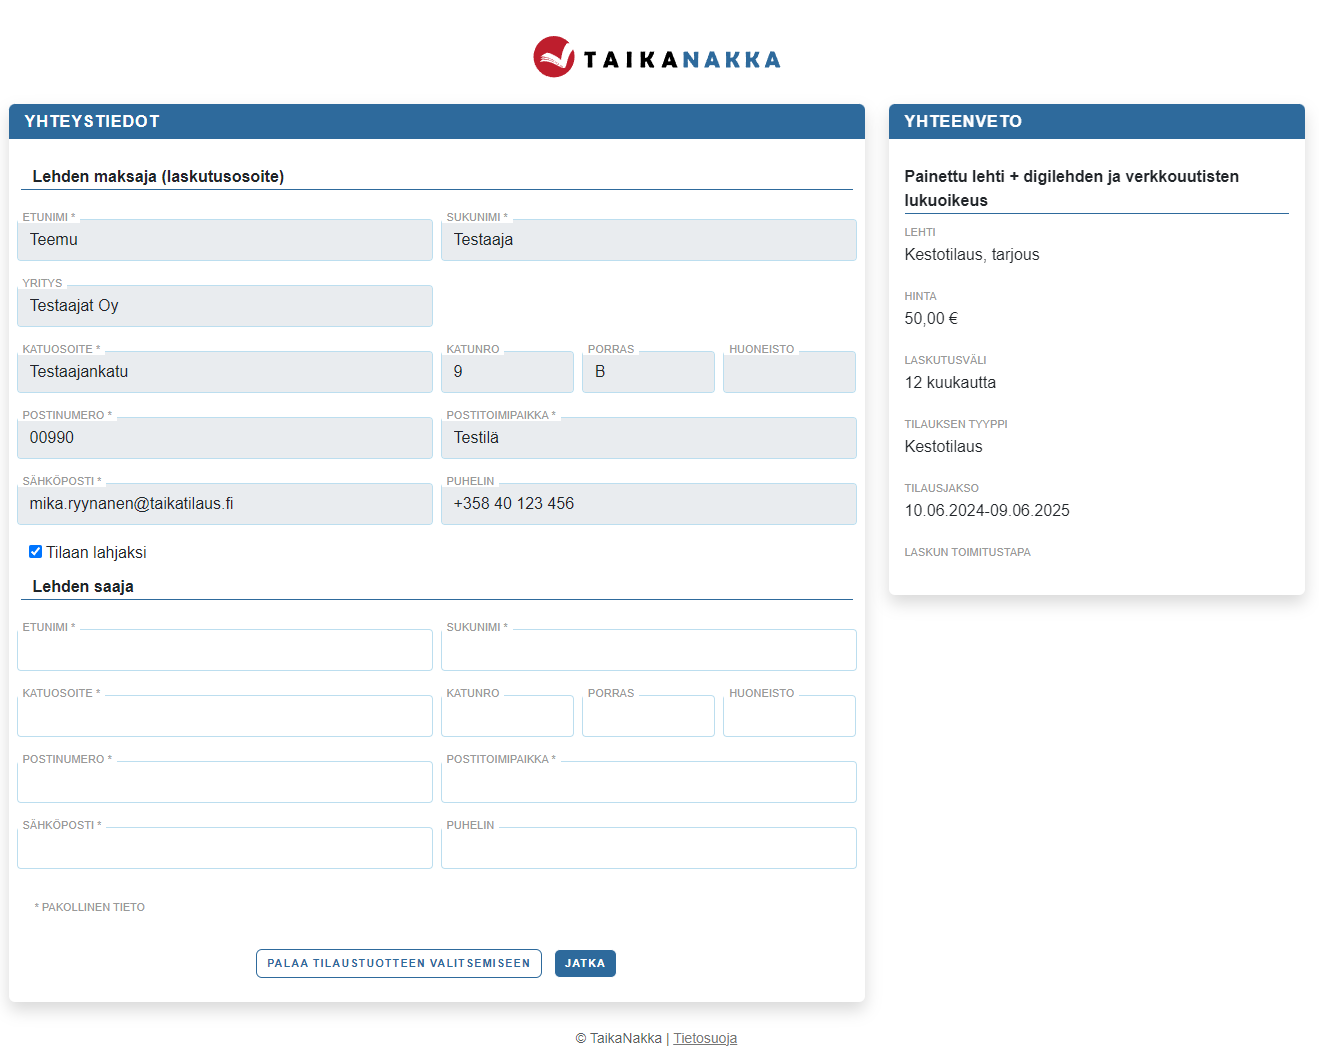 TAIKANAKKA
YHTEYSTIEDOT
Lehden maksaja (laskutusosoite)
ETUNIMI *
SUKUNIMI *
Teemu
Testaaja
YRITYS
Testaajat Oy
KATUOSOITE *
KATUNRO
PORRAS
HUONEISTO
Testaajankatu
9
B
POSTINUMERO *
POSTITOIMIPAIKKA *
00990
Testilä
SÄHKÖPOSTI *
PUHELIN
mika.ryynanen@taikatilaus.fi
+358 40 123 456
Tilaan lahjaksi
Lehden saaja
ETUNIMI *
SUKUNIMI *
KATUOSOITE *
KATUNRO
PORRAS
HUONEISTO
POSTINUMERO *
POSTITOIMIPAIKKA *
SÄHKÖPOSTI *
PUHELIN
* PAKOLLINEN TIETO
PALAA TILAUSTUOTTEEN VALITSEMISEEN
JATKA
YHTEENVETO
Painettu lehti + digilehden ja verkkouutisten
lukuoikeus
LEHTI
Kestotilaus, tarjous
HINTA
50,00 €
LASKUTUSVÄLI
12 kuukautta
TILAUKSEN TYYPPI
Kestotilaus
TILAUSJAKSO
10.06.2024-09.06.2025
LASKUN TOIMITUSTAPA
© TaikaNakka | Tietosuoja